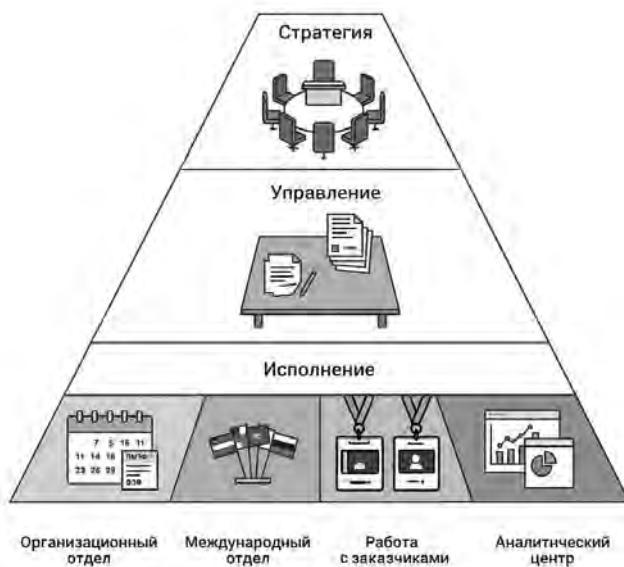 Стратегия
Управление
Исполнение
Организационный
отдел
Международный
отдел
Работа
с заказчиками
Аналитический
центр